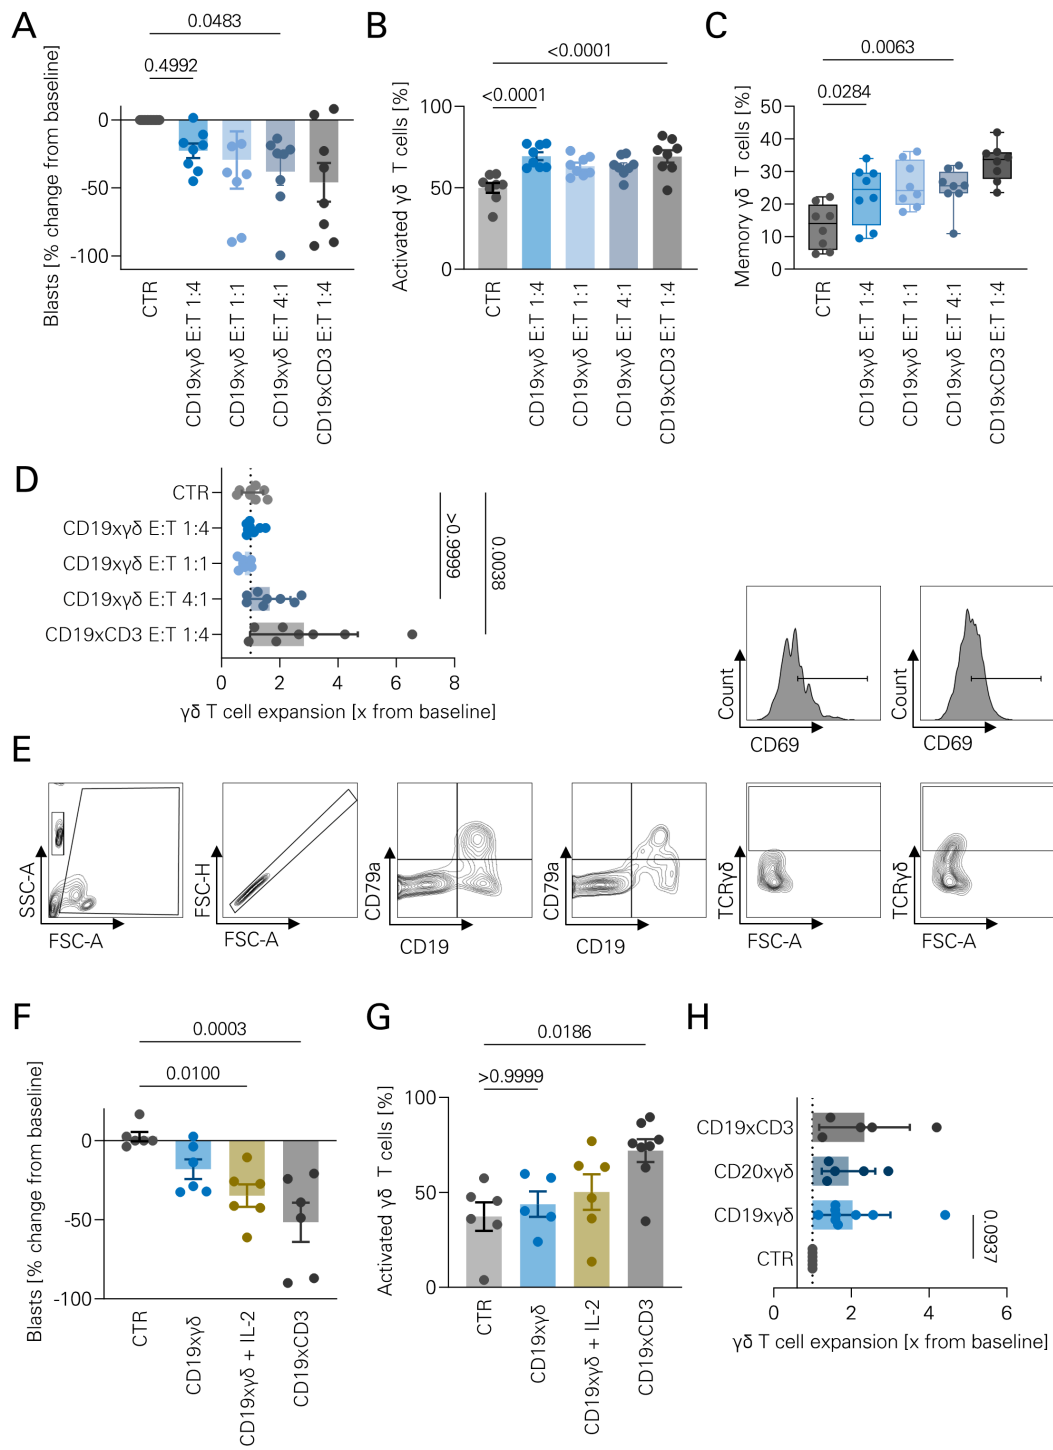 A
0.0483
0.4992
Blasts [% change from baseline]
0
-50
-100
CTR
CD19xγδ E:T 1:4
CD19xγδ E:T 1:1
CD19xγδ E:T 4:1
CD19xCD3 E:T 1:4
B
<0.0001
<0.0001
Activated γδ T cells [%]
100
50
0
CTR
CD19xγδ E:T 1:4
CD19xγδ E:T 1:1
CD19xγδ E:T 4:1
CD19xCD3 E:T 1:4
C
0.0063
0.0284
Memory γδ T cells [%]
50
40
30
20
10
0
CTR
CD19xγδ E:T 1:4
CD19xγδ E:T 1:1
CD19xγδ E:T 4:1
CD19xCD3 E:T 1:4
D
CTR
CD19xγδ E:T 1:4
CD19xγδ E:T 1:1
CD19xγδ E:T 4:1
CD19xCD3 E:T 1:4
>0.9999
0.0038
0 2 4 6 8
γδ T cell expansion [x from baseline]
Count
CD69
Count
CD69
E
SSC-A
FSC-A
FSC-H
FSC-A
CD79a
CD19
CD79a
CD19
TCRγδ
FSC-A
TCRγδ
FSC-A
F
0.0003
0.0100
Blasts [% change from baseline]
0
-50
-100
CTR
CD19xγδ
CD19xγδ + IL-2
CD19xCD3
G
0.0186
>0.9999
Activated γδ T cells [%]
100
50
0
CTR
CD19xγδ
CD19xγδ + IL-2
CD19xCD3
H
CD19xCD3
CD20xγδ
CD19xγδ
CTR
0.0937
0 2 4 6
γδ T cell expansion [x from baseline]